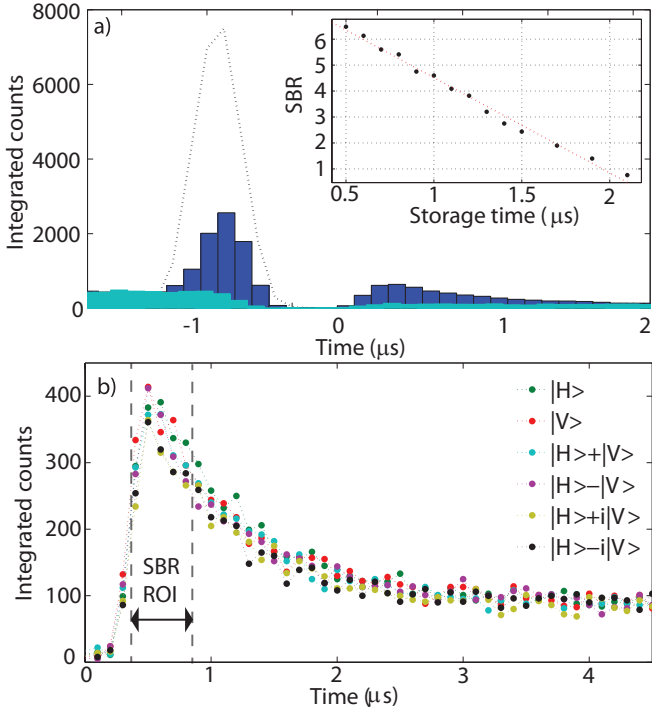 a)
8000
6000
4000
2000
0
Integrated counts
-1
0
1
2
Time (μs)
6
5
4
3
2
1
SBR
0.5
1
1.5
2
Storage time ( μs)
b)
400
300
200
100
0
Integrated counts
SBR
ROI
|H>
|V>
|H>+|V>
|H>−|V>
|H>+i|V>
|H>−i|V>
0
1
2
3
4
Time (μs)